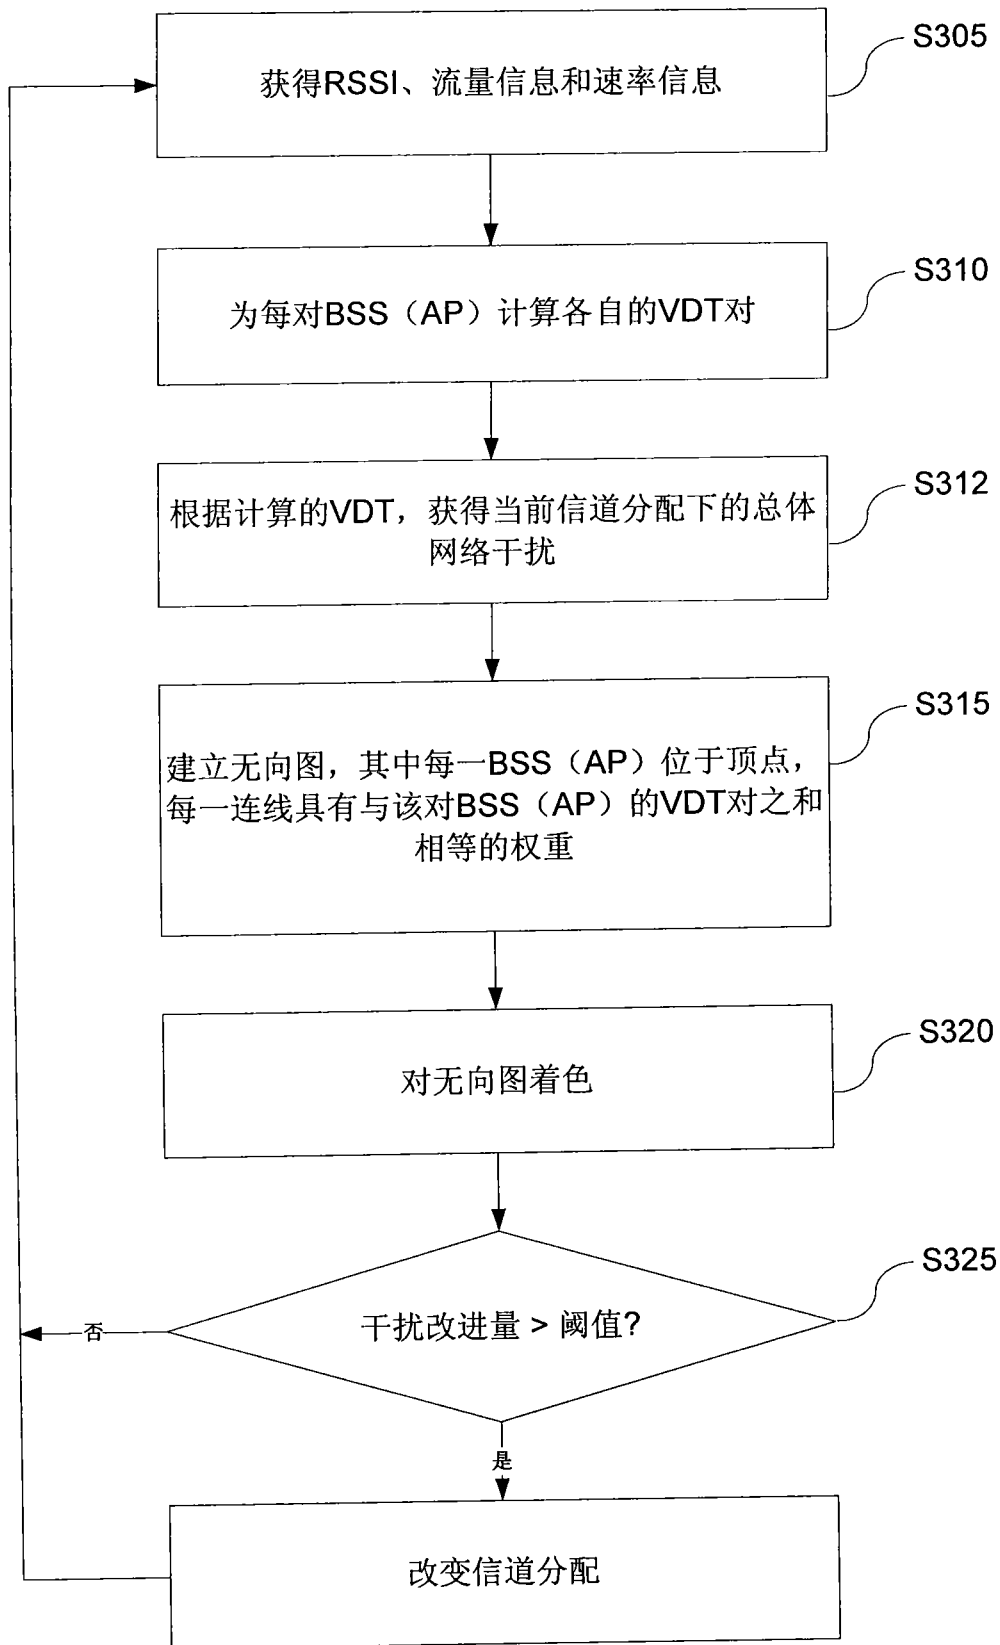 S305
获得RSSI、流量信息和速率信息
S310
为每对BSS（AP）计算各自的VDT对
S312
根据计算的VDT，获得当前信道分配下的总体
网络干扰
S315
建立无向图，其中每一BSS（AP）位于顶点，
每一连线具有与该对BSS（AP）的VDT对之和
相等的权重
S320
对无向图着色
S325
干扰改进量 > 阈值?
否
是
改变信道分配